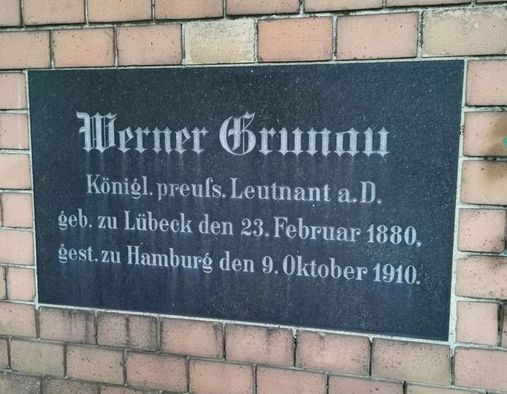 Werner Grunau
Königl. preuſs. Leutnant a.D.
geb. zu Lübeck den 23. Februar 1880,
gest. zu Hamburg den 9. Oktober 1910.